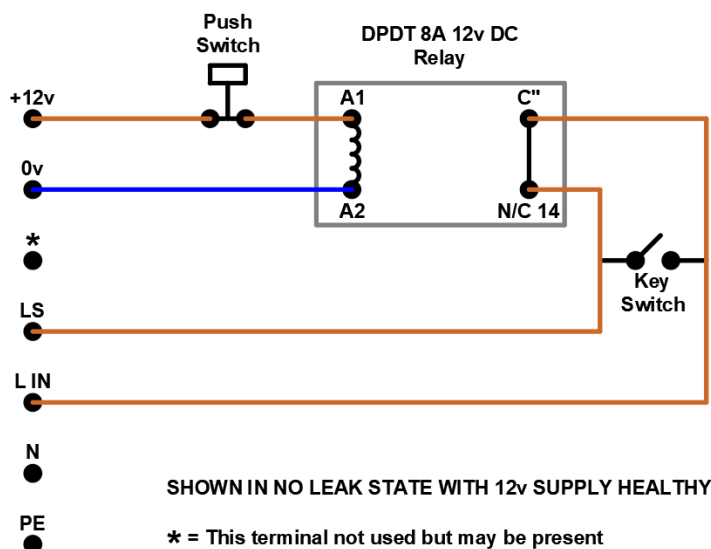 Push
Switch
DPDT 8A 12v DC
Relay
+12v
A1
C"
0v
A2
N/C 14
*
Key
Switch
LS
L IN
N
SHOWN IN NO LEAK STATE WITH 12v SUPPLY HEALTHY
PE
* = This terminal not used but may be present